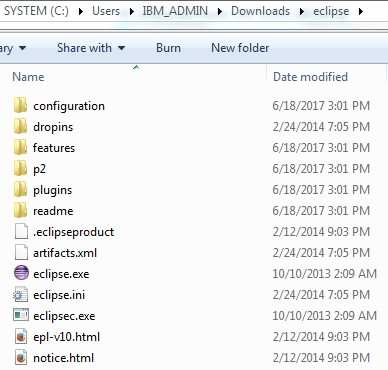 SYSTEM (C:) ▸ Users ▸ IBM_ADMIN ▸ Downloads ▸ eclipse ▸
ary ▾ Share with ▾ Burn New folder
Name Date modified
configuration 6/18/2017 3:01 PM
dropins 2/24/2014 7:05 PM
features 6/18/2017 3:01 PM
p2 6/18/2017 3:01 PM
plugins 6/18/2017 3:01 PM
readme 6/18/2017 3:01 PM
.eclipseproduct 2/12/2014 9:03 PM
artifacts.xml 2/24/2014 7:05 PM
eclipse.exe 10/10/2013 2:09 AM
eclipse.ini 2/24/2014 7:05 PM
eclipsec.exe 10/10/2013 2:09 AM
epl-v10.html 2/12/2014 9:03 PM
notice.html 2/12/2014 9:03 PM